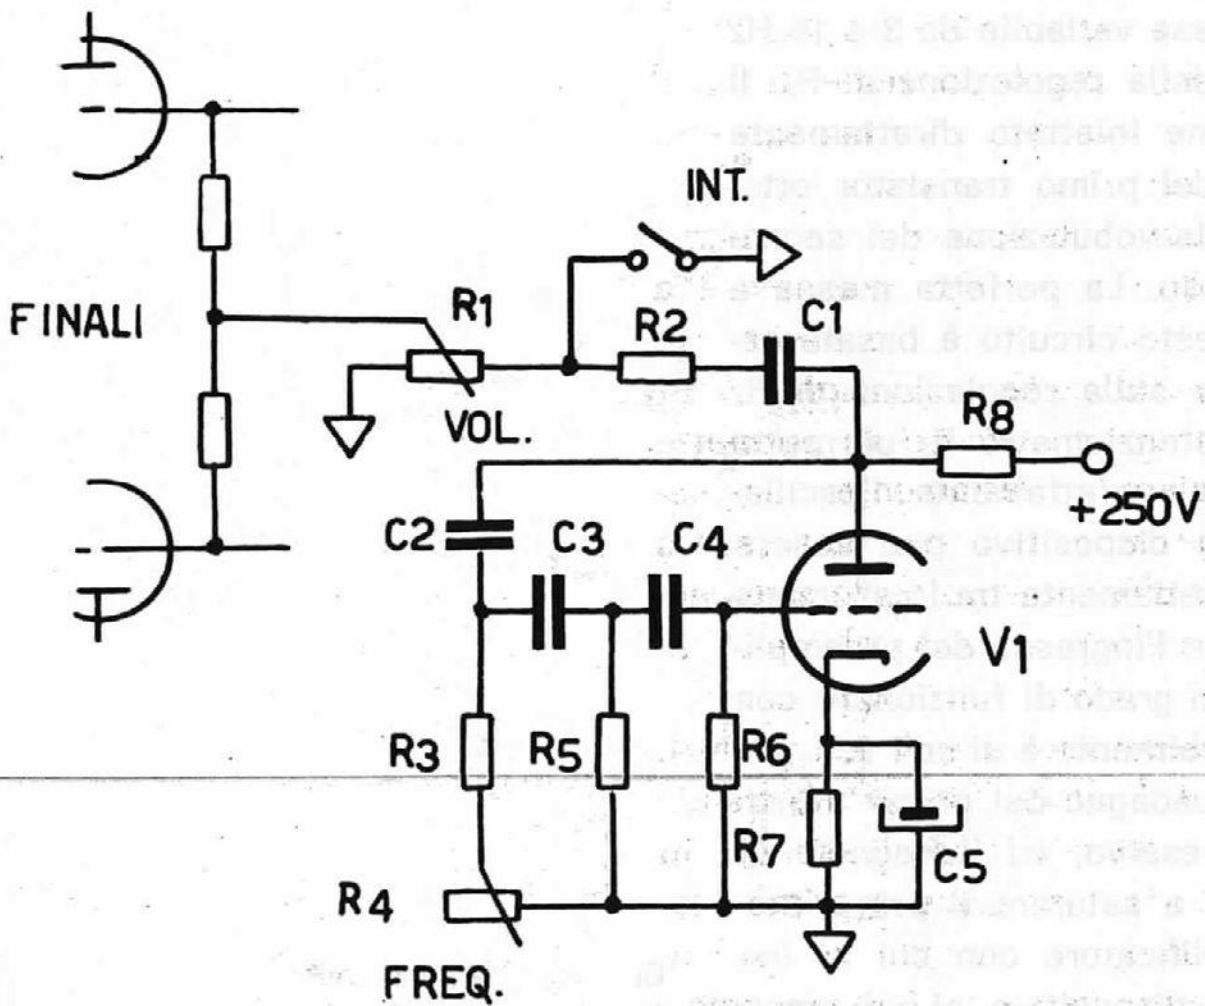 INT.
FINALI
R1
R2
C1
VOL.
R8
+250V
C2
C3
C4
V1
R3
R5
R6
R7
C5
R4
FREQ.